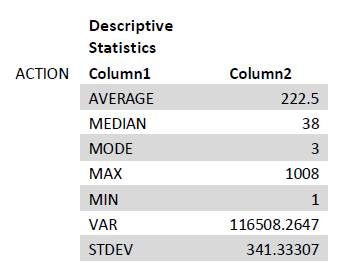 Descriptive
Statistics
ACTION Column1 Column2
AVERAGE 222.5
MEDIAN 38
MODE 3
MAX 1008
MIN 1
VAR 116508.2647
STDEV 341.33307